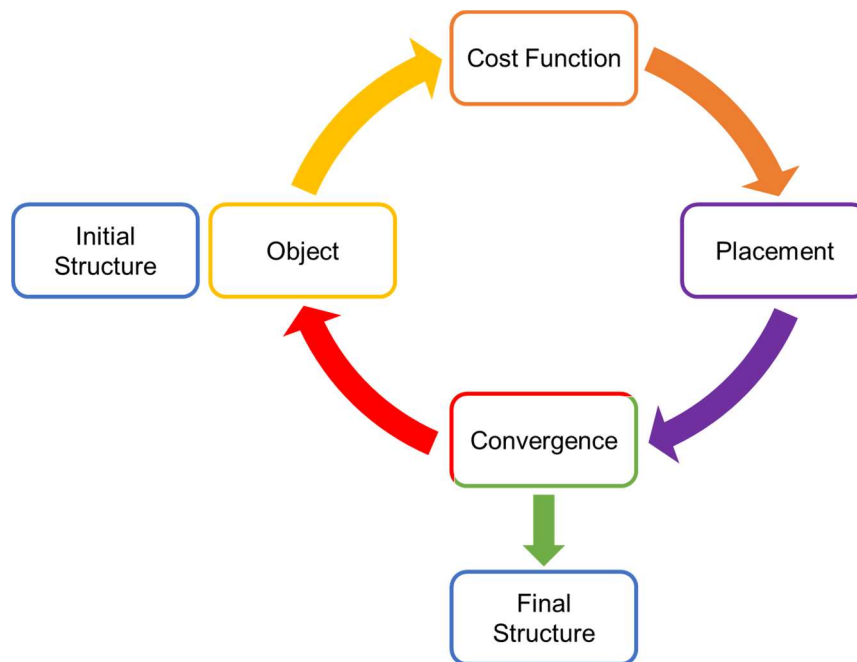 Cost Function
Initial
Structure
Object
Placement
Convergence
Final
Structure